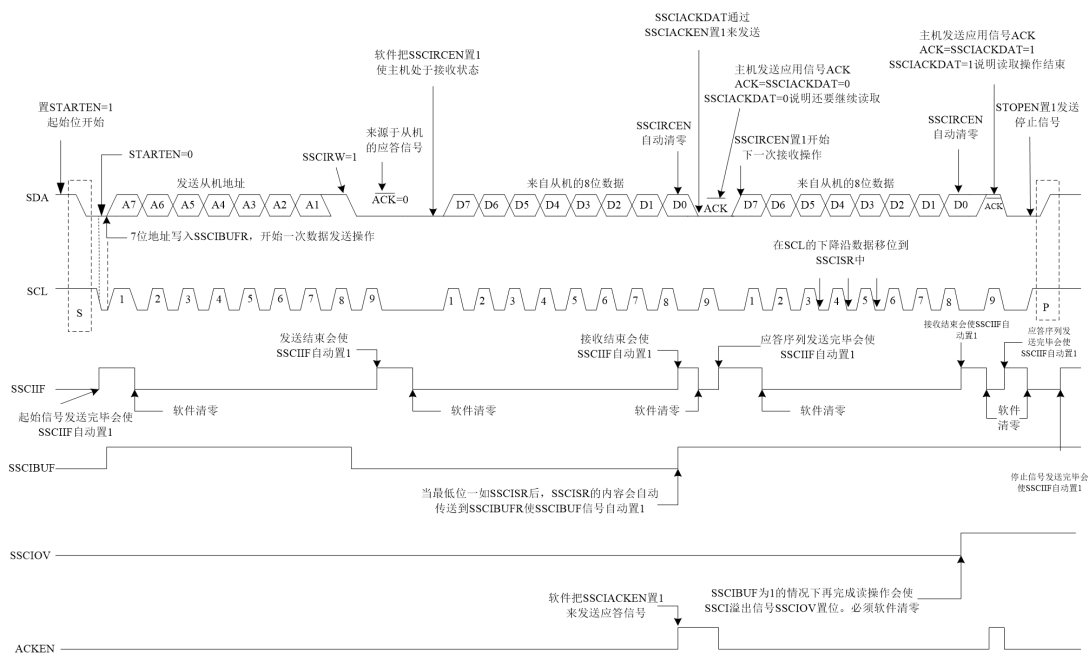 SSCIACKDAT通过
SSCIACKEN置1来发送
主机发送应用信号ACK
ACK=SSCIACKDAT=1
SSCIACKDAT=1说明读取操作结束
软件把SSCIRCEN置1
使主机处于接收状态
主机发送应用信号ACK
ACK=SSCIACKDAT=0
SSCIACKDAT=0说明还要继续读取
置STARTEN=1
起始位开始
STOPEN置1发送
停止信号
SSCIRCEN
自动清零
SSCIRCEN
自动清零
来源于从机
的应答信号
SSCIRCEN置1开始
下一次接收操作
STARTEN=0
SSCIRW=1
发送从机地址
来自从机的8位数据
来自从机的8位数据
SDA
A7 A6 A5 A4 A3 A2 A1
ACK=0
D7 D6 D5 D4 D3 D2 D1 D0
ACK
D7 D6 D5 D4 D3 D2 D1 D0
ACK
7位地址写入SSCIBUFR，开始一次数据发送操作
在SCL的下降沿数据移位到
SSCISR中
SCL
S
1 2 3 4 5 6 7 8 9
1 2 3 4 5 6 7 8 9
1 2 3 4 5 6 7 8 9
P
发送结束会使
SSCIIF自动置1
接收结束会使
SSCIIF自动置1
应答序列发送完毕会使
SSCIIF自动置1
接收结束会使SSCIIF自
动置1
应答序列发
送完毕会使
SSCIIF自动置1
SSCIIF
起始信号发送完毕会使
SSCIIF自动置1
软件清零
软件清零
软件清零
软件清零
软件
清零
SSCIBUF
当最低位一如SSCISR后，SSCISR的内容会自动
传送到SSCIBUFR使SSCIBUF信号自动置1
停止信号发送完毕会
使SSCIIF自动置1
SSCIOV
SSCIBUF为1的情况下再完成读操作会使
SSCI溢出信号SSCIOV置位。必须软件清零
软件把SSCIACKEN置1
来发送应答信号
ACKEN